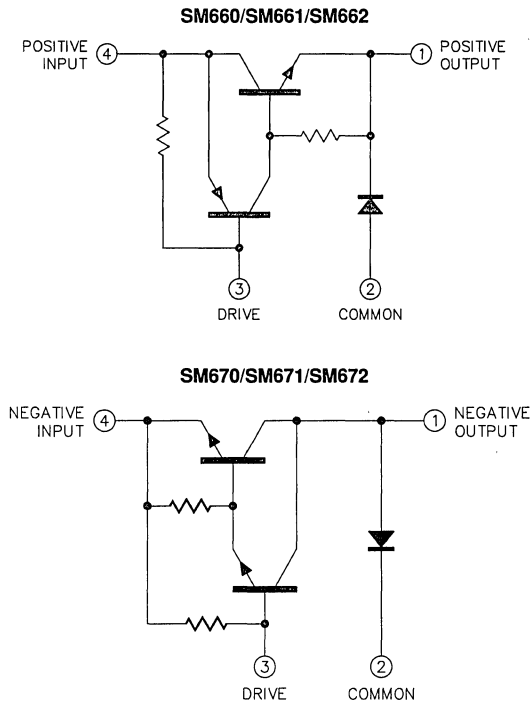 SM660/SM661/SM662
POSITIVE INPUT 4
1 POSITIVE OUTPUT
3
2
DRIVE
COMMON
SM670/SM671/SM672
NEGATIVE INPUT 4
1 NEGATIVE OUTPUT
3
2
DRIVE
COMMON